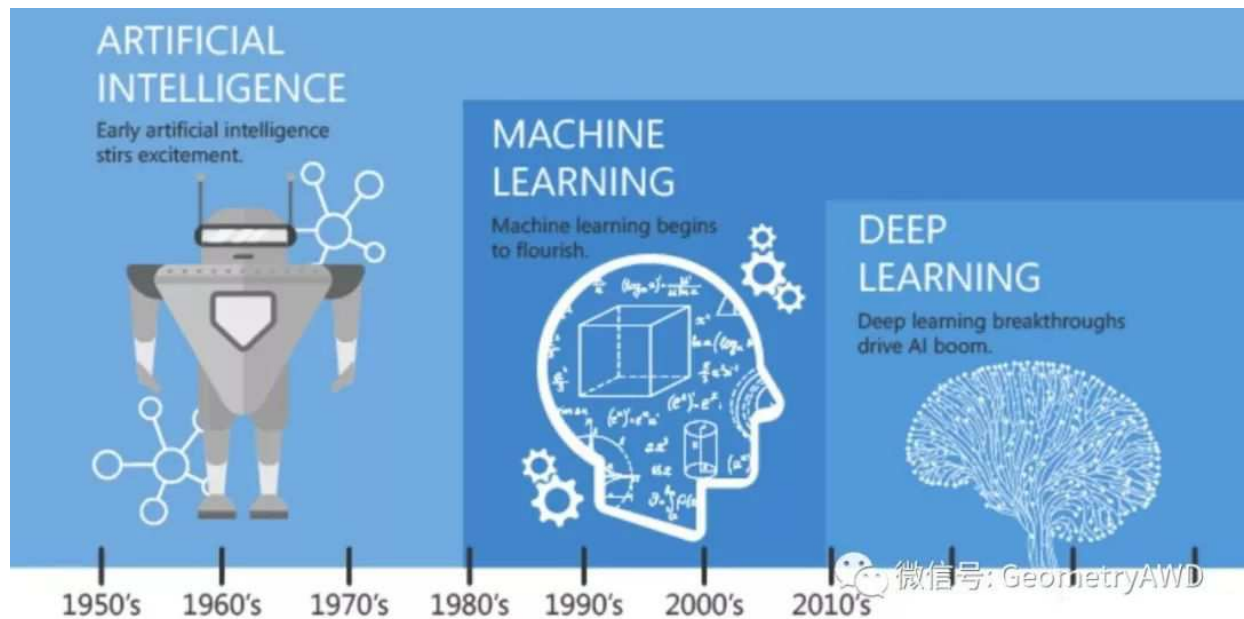 ARTIFICIAL
INTELLIGENCE
Early artificial intelligence
stirs excitement.
MACHINE
LEARNING
Machine learning begins
to flourish.
DEEP
LEARNING
Deep learning breakthroughs
drive AI boom.
1950's 1960's 1970's 1980's 1990's 2000's 2010's
微信号: GeometryAWD